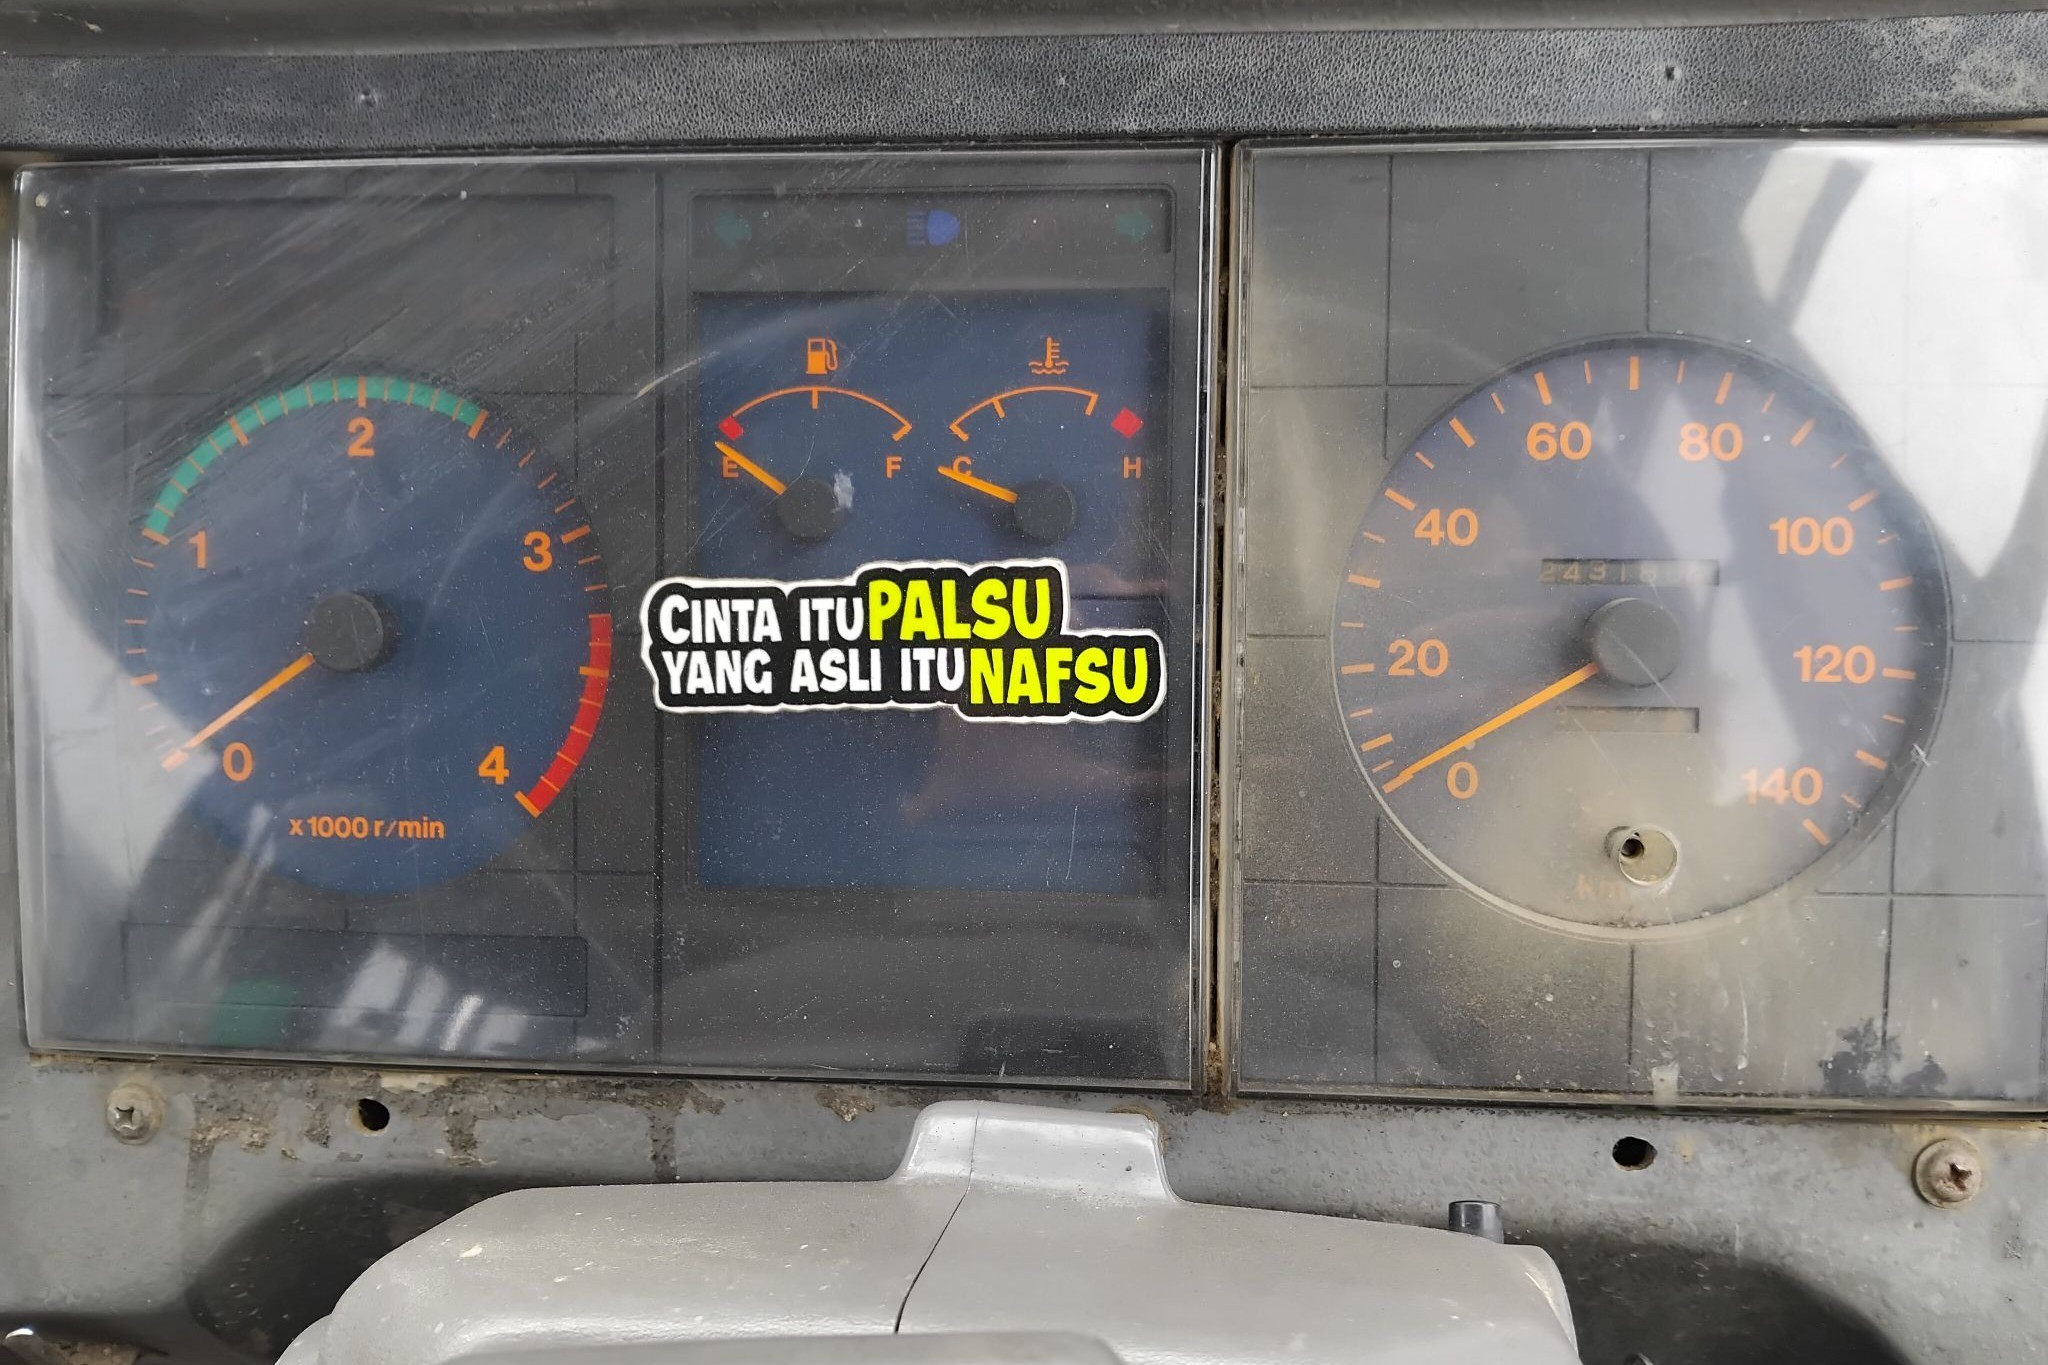 1
2
3
0
4
x1000 r/min
E
F
C
H
CINTA ITU PALSU
YANG ASLI ITU NAFSU
60
80
40
100
20
120
0
140